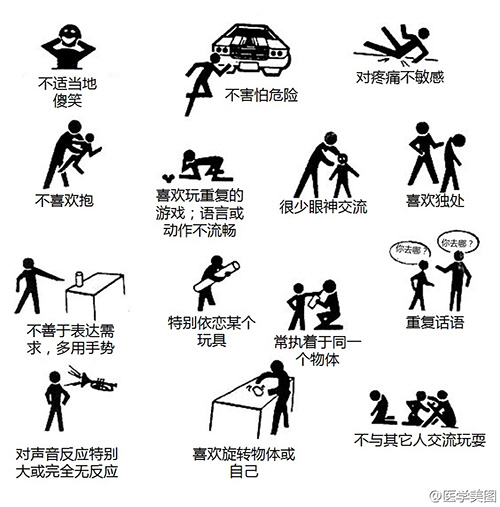 不适当地
傻笑
不害怕危险
对疼痛不敏感
不喜欢抱
喜欢玩重复的
游戏；语言或
动作不流畅
很少眼神交流
喜欢独处
不善于表达需
求，多用手势
特别依恋某个
玩具
常执着于同一
个物体
你去哪？
你去哪？
重复话语
对声音反应特别
大或完全无反应
喜欢旋转物体或
自己
不与其它人交流玩耍
@医学美图